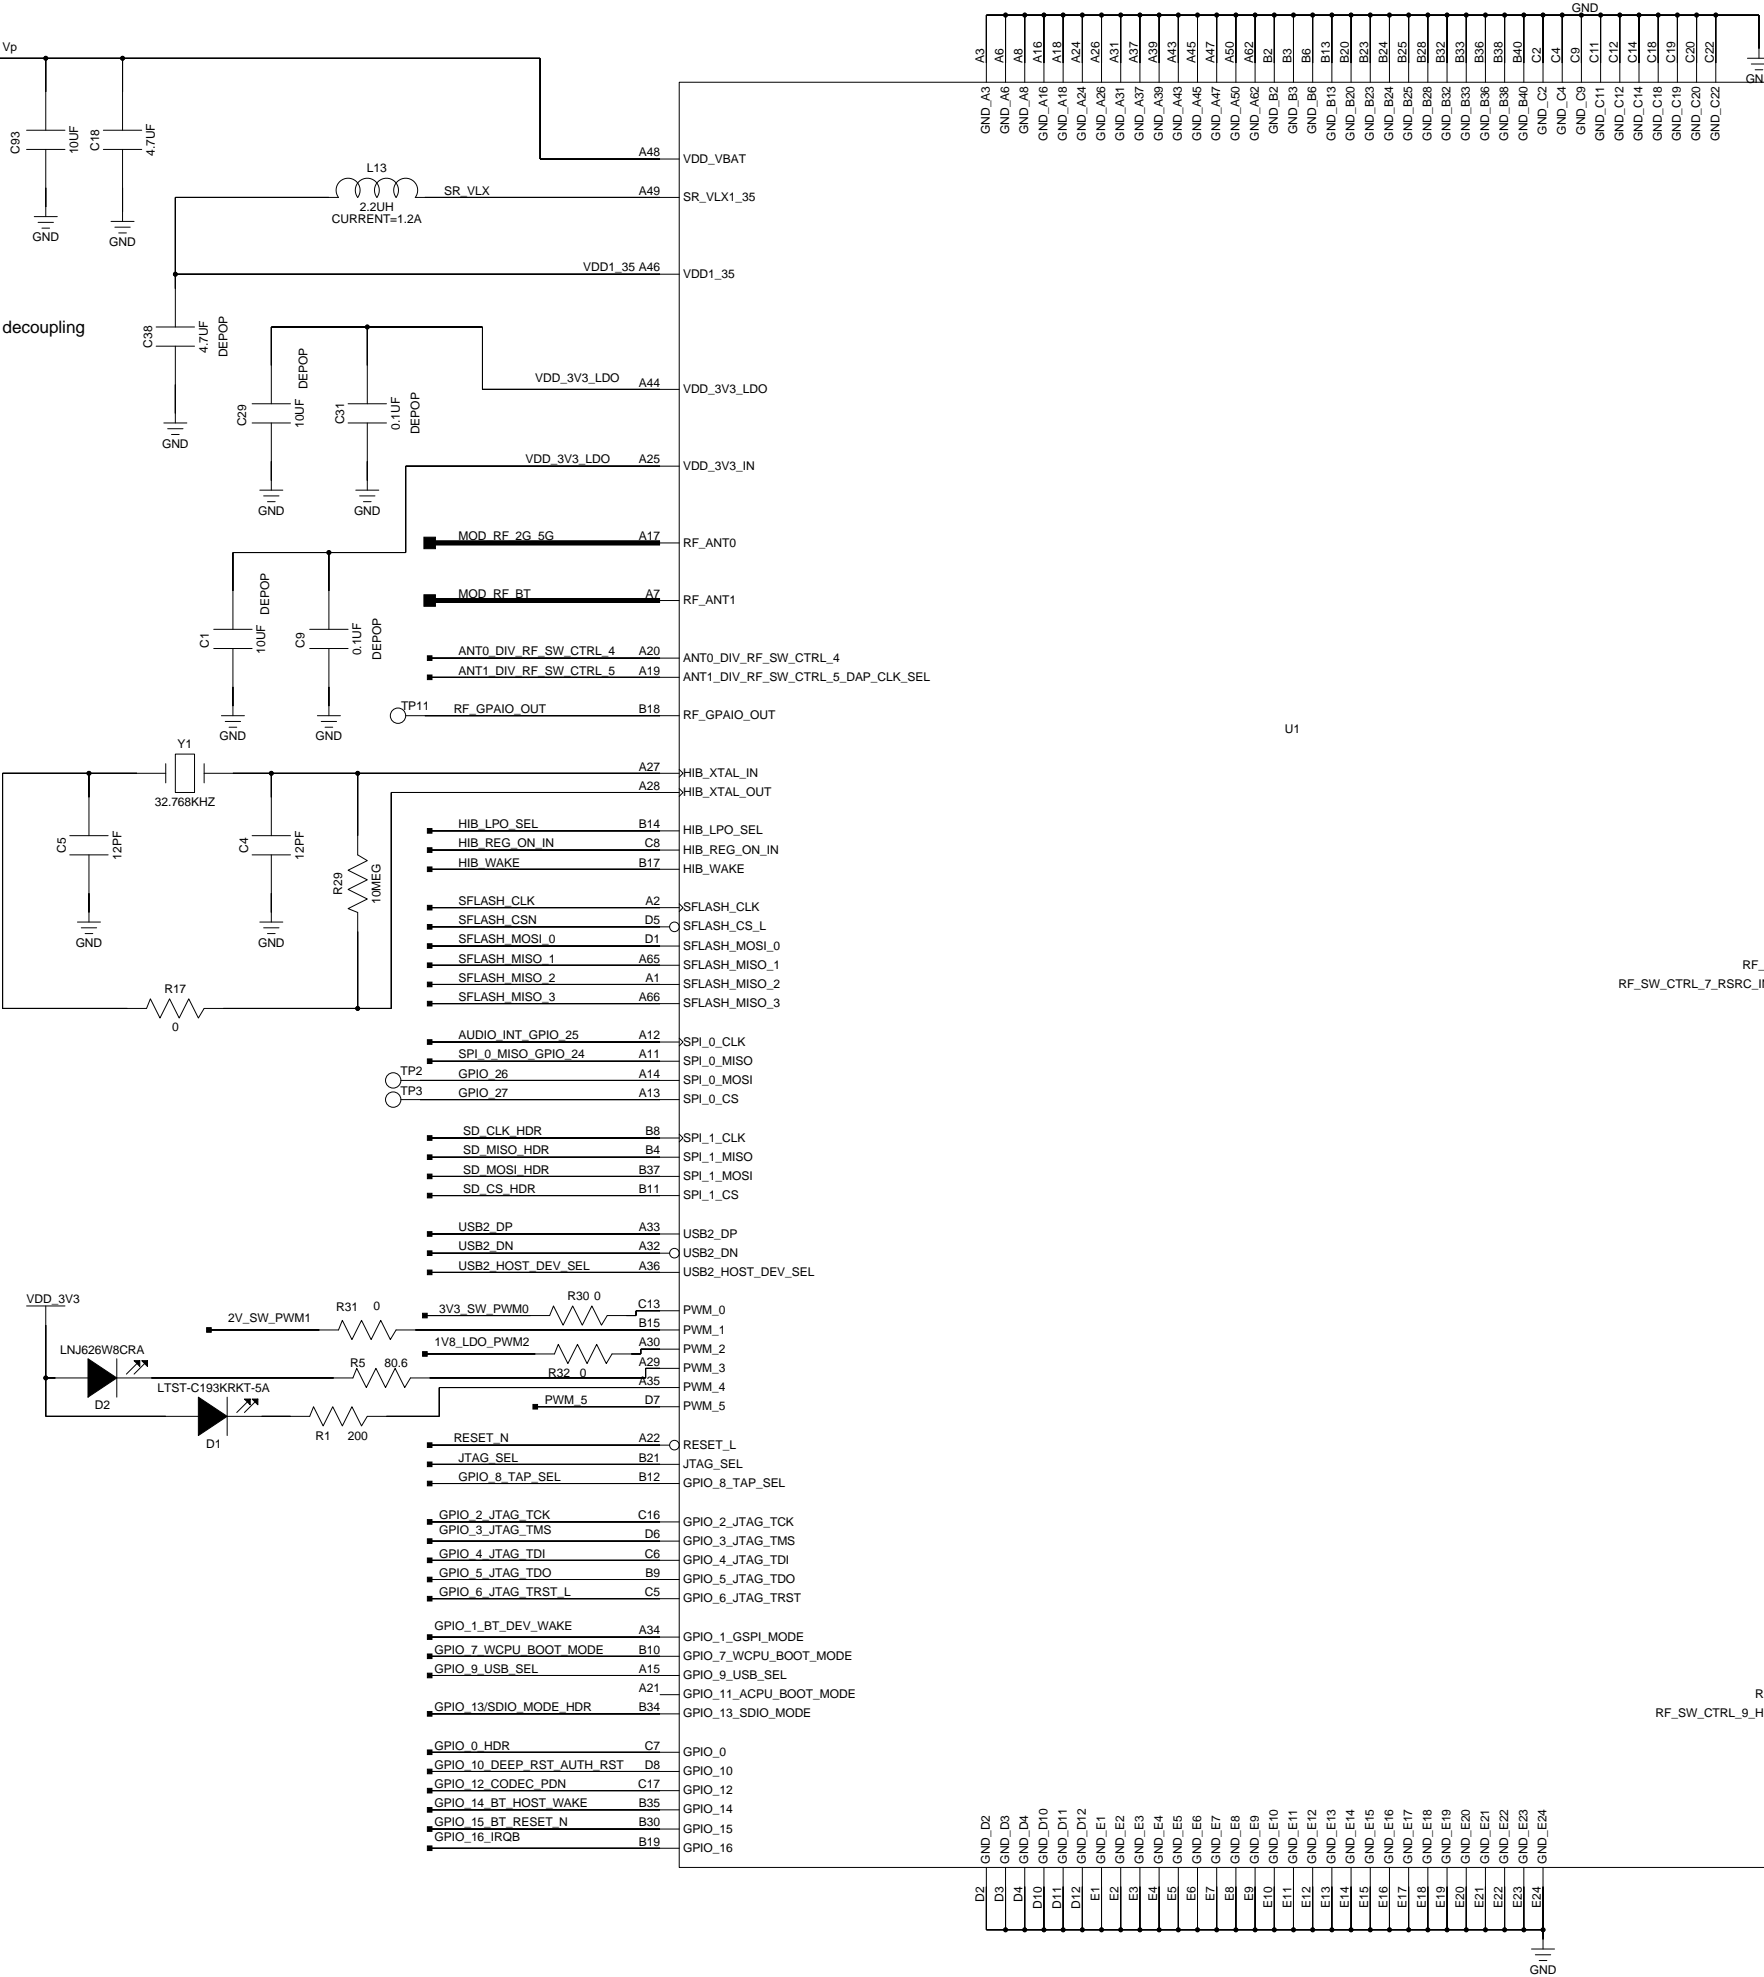 GND
A3 A6 A8 A16 A18 A24 A26 A31 A37 A39 A43 A45 A47 A50 A62 B2 B3 B6 B13 B20 B23 B24 B25 B28 B32 B33 B36 B38 B40 C2 C4 C9 C11 C12 C14 C18 C19 C20 C22
GND_A3 GND_A6 GND_A8 GND_A16 GND_A18 GND_A24 GND_A26 GND_A31 GND_A37 GND_A39 GND_A43 GND_A45 GND_A47 GND_A50 GND_A62 GND_B2 GND_B3 GND_B6 GND_B13 GND_B20 GND_B23 GND_B24 GND_B25 GND_B28 GND_B32 GND_B33 GND_B36 GND_B38 GND_B40 GND_C2 GND_C4 GND_C9 GND_C11 GND_C12 GND_C14 GND_C18 GND_C19 GND_C20 GND_C22
Vp
C93 10UF C18 4.7UF
GND GND
A48 VDD_VBAT
L13
SR_VLX A49 SR_VLX1_35
2.2UH
CURRENT=1.2A
VDD1_35 A46 VDD1_35
decoupling
C38 4.7UF DEPOP
GND
C29 10UF DEPOP C31 0.1UF DEPOP
VDD_3V3_LDO A44 VDD_3V3_LDO
GND GND
VDD_3V3_LDO A25 VDD_3V3_IN
MOD_RF_2G_5G A17 RF_ANT0
MOD_RF_BT A7 RF_ANT1
C1 10UF DEPOP C9 0.1UF DEPOP
GND GND
ANT0_DIV_RF_SW_CTRL_4 A20 ANT0_DIV_RF_SW_CTRL_4
ANT1_DIV_RF_SW_CTRL_5 A19 ANT1_DIV_RF_SW_CTRL_5_DAP_CLK_SEL
TP11 RF_GPAIO_OUT B18 RF_GPAIO_OUT
U1
Y1
32.768KHZ
A27 HIB_XTAL_IN
A28 HIB_XTAL_OUT
C5 12PF C4 12PF
R29 10MEG
GND GND
R17
0
HIB_LPO_SEL B14 HIB_LPO_SEL
HIB_REG_ON_IN C8 HIB_REG_ON_IN
HIB_WAKE B17 HIB_WAKE
SFLASH_CLK A2 SFLASH_CLK
SFLASH_CSN D5 SFLASH_CS_L
SFLASH_MOSI_0 D1 SFLASH_MOSI_0
SFLASH_MISO_1 A65 SFLASH_MISO_1
SFLASH_MISO_2 A1 SFLASH_MISO_2
SFLASH_MISO_3 A66 SFLASH_MISO_3
RF_
RF_SW_CTRL_7_RSRC_I
AUDIO_INT_GPIO_25 A12 SPI_0_CLK
SPI_0_MISO_GPIO_24 A11 SPI_0_MISO
TP2 GPIO_26 A14 SPI_0_MOSI
TP3 GPIO_27 A13 SPI_0_CS
SD_CLK_HDR B8 SPI_1_CLK
SD_MISO_HDR B4 SPI_1_MISO
SD_MOSI_HDR B37 SPI_1_MOSI
SD_CS_HDR B11 SPI_1_CS
USB2_DP A33 USB2_DP
USB2_DN A32 USB2_DN
USB2_HOST_DEV_SEL A36 USB2_HOST_DEV_SEL
VDD_3V3
3V3_SW_PWM0 R30 0 C13 PWM_0
2V_SW_PWM1 R31 0 B15 PWM_1
1V8_LDO_PWM2 R32 0 A30 PWM_2
LNJ626W8CRA D2 R5 80.6 A29 PWM_3
LTST-C193KRKT-5A D1 R1 200 A35 PWM_4
PWM_5 D7 PWM_5
RESET_N A22 RESET_L
JTAG_SEL B21 JTAG_SEL
GPIO_8_TAP_SEL B12 GPIO_8_TAP_SEL
GPIO_2_JTAG_TCK C16 GPIO_2_JTAG_TCK
GPIO_3_JTAG_TMS D6 GPIO_3_JTAG_TMS
GPIO_4_JTAG_TDI C6 GPIO_4_JTAG_TDI
GPIO_5_JTAG_TDO B9 GPIO_5_JTAG_TDO
GPIO_6_JTAG_TRST_L C5 GPIO_6_JTAG_TRST
GPIO_1_BT_DEV_WAKE A34 GPIO_1_GSPI_MODE
GPIO_7_WCPU_BOOT_MODE B10 GPIO_7_WCPU_BOOT_MODE
GPIO_9_USB_SEL A15 GPIO_9_USB_SEL
A21 GPIO_11_ACPU_BOOT_MODE
GPIO_13/SDIO_MODE_HDR B34 GPIO_13_SDIO_MODE
R
RF_SW_CTRL_9_H
GPIO_0_HDR C7 GPIO_0
GPIO_10_DEEP_RST_AUTH_RST D8 GPIO_10
GPIO_12_CODEC_PDN C17 GPIO_12
GPIO_14_BT_HOST_WAKE B35 GPIO_14
GPIO_15_BT_RESET_N B30 GPIO_15
GPIO_16_IRQB B19 GPIO_16
GND_D2 GND_D3 GND_D4 GND_D10 GND_D11 GND_D12 GND_E1 GND_E2 GND_E3 GND_E4 GND_E5 GND_E6 GND_E7 GND_E8 GND_E9 GND_E10 GND_E11 GND_E12 GND_E13 GND_E14 GND_E15 GND_E16 GND_E17 GND_E18 GND_E19 GND_E20 GND_E21 GND_E22 GND_E23 GND_E24
D2 D3 D4 D10 D11 D12 E1 E2 E3 E4 E5 E6 E7 E8 E9 E10 E11 E12 E13 E14 E15 E16 E17 E18 E19 E20 E21 E22 E23 E24
GND